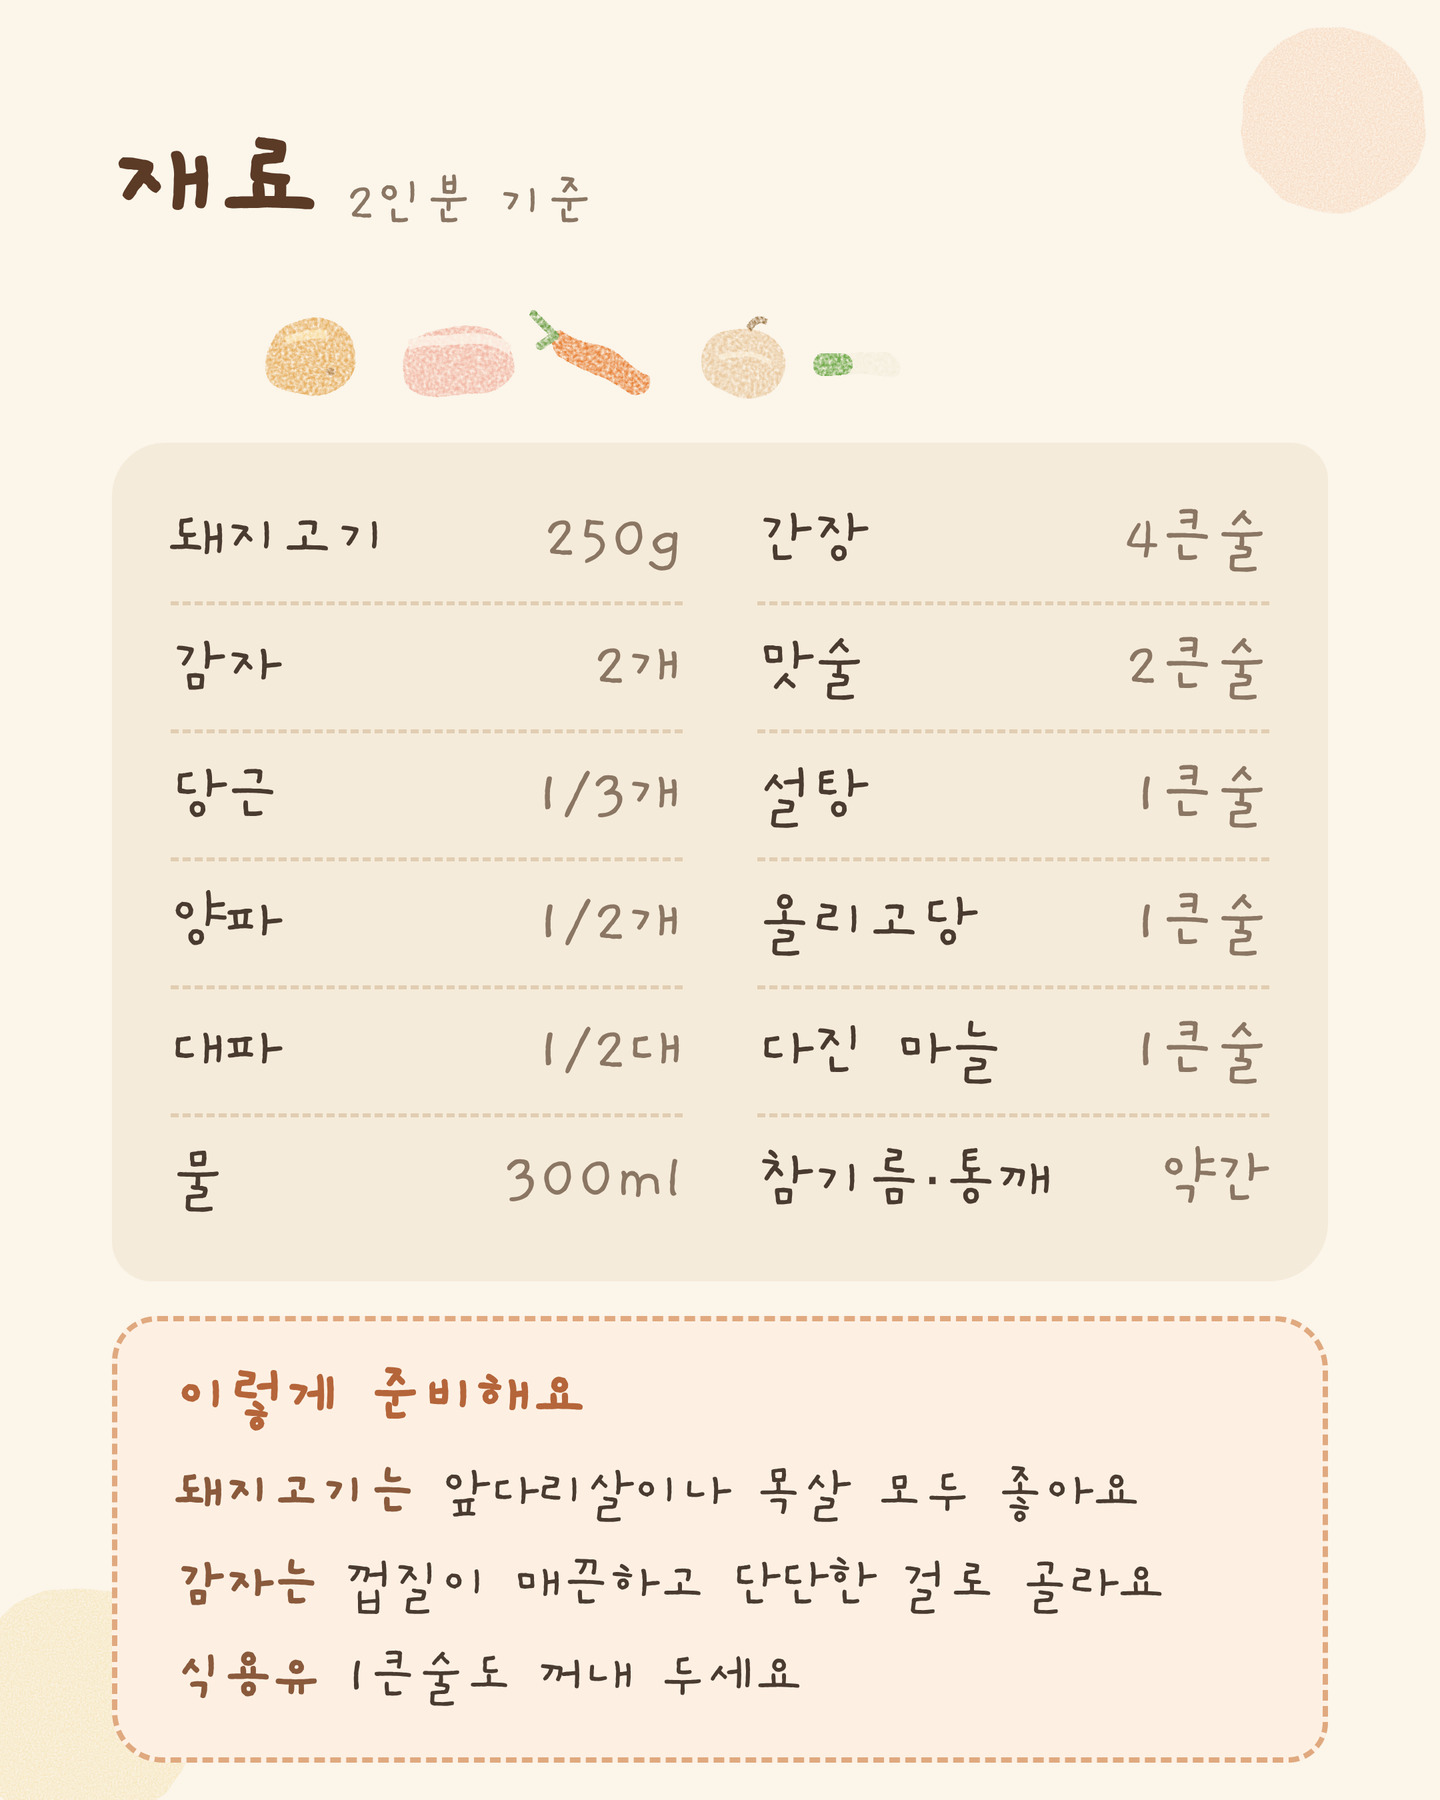 재료 2인분 기준
돼지고기 250g
감자 2개
당근 1/3개
양파 1/2개
대파 1/2대
물 300ml
간장 4큰술
맛술 2큰술
설탕 1큰술
올리고당 1큰술
다진 마늘 1큰술
참기름·통깨 약간
이렇게 준비해요
돼지고기는 앞다리살이나 목살 모두 좋아요
감자는 껍질이 매끈하고 단단한 걸로 골라요
식용유 1큰술도 꺼내 두세요